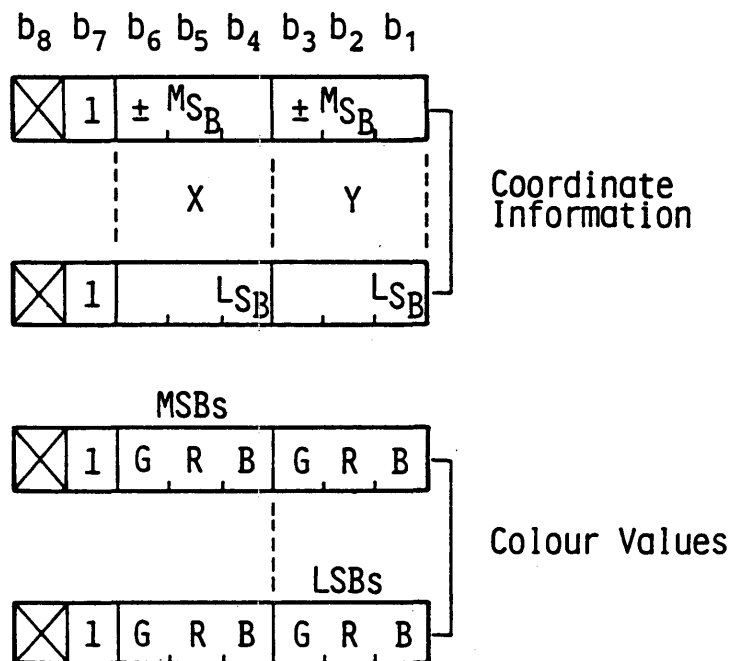 b8 b7 b6 b5 b4 b3 b2 b1
1 ± MSB ± MSB
X Y
Coordinate
Information
1 LSB LSB
MSBs
1 G R B G R B
Colour Values
LSBs
1 G R B G R B